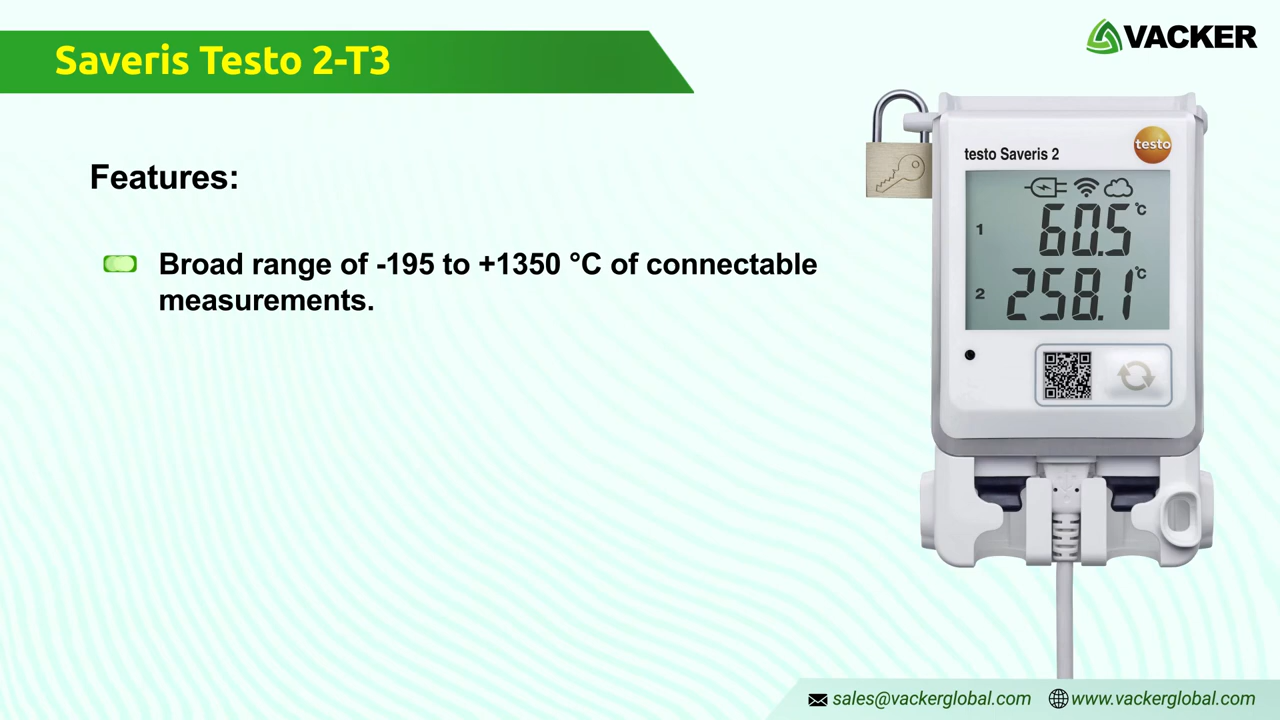 Saveris Testo 2-T3
VACKER
Features:
Broad range of -195 to +1350 °C of connectable
measurements.
testo Saveris 2
testo
1 60.5 °C
2 258.1 °C
sales@vackerglobal.com www.vackerglobal.com